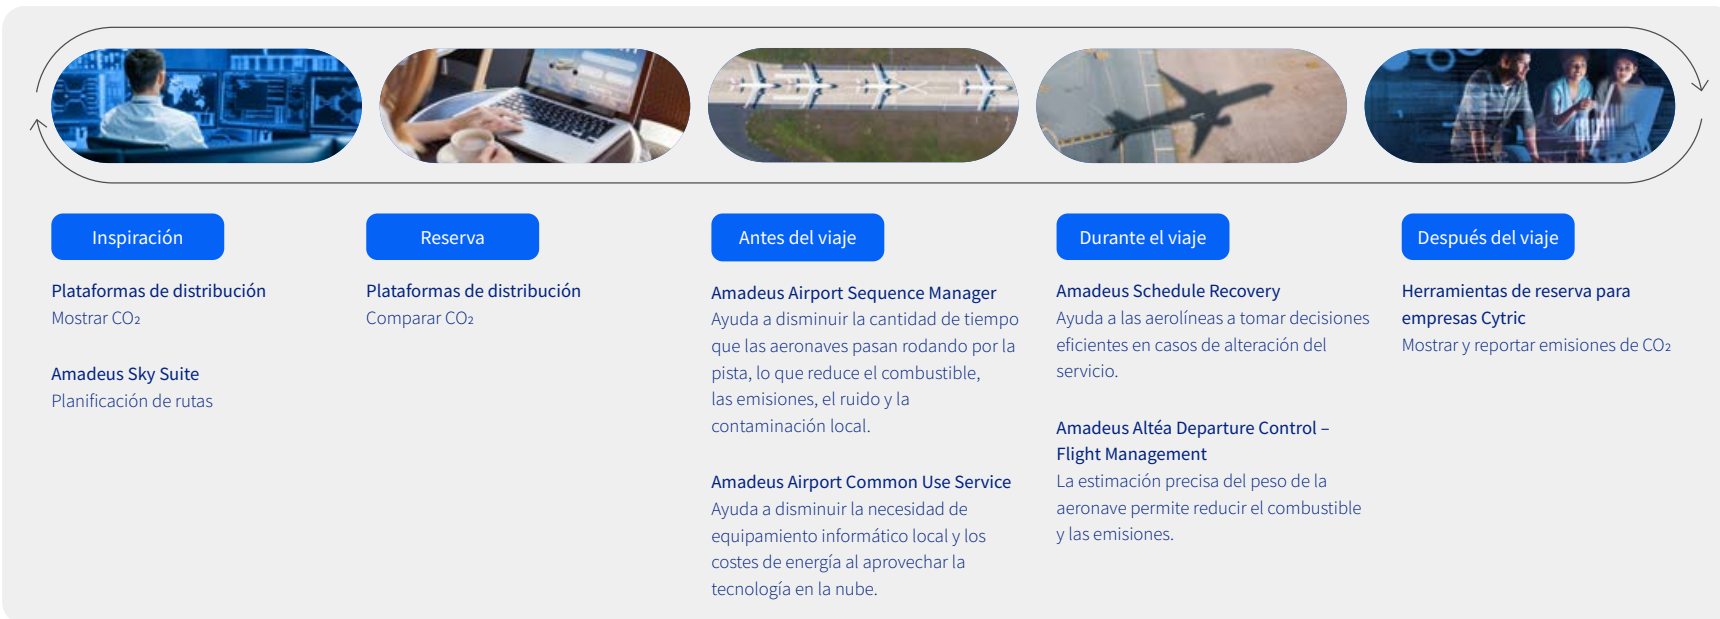 Inspiración
Plataformas de distribución
Mostrar CO₂
Amadeus Sky Suite
Planificación de rutas
Reserva
Plataformas de distribución
Comparar CO₂
Antes del viaje
Amadeus Airport Sequence Manager
Ayuda a disminuir la cantidad de tiempo
que las aeronaves pasan rodando por la
pista, lo que reduce el combustible,
las emisiones, el ruido y la
contaminación local.
Amadeus Airport Common Use Service
Ayuda a disminuir la necesidad de
equipamiento informático local y los
costes de energía al aprovechar la
tecnología en la nube.
Durante el viaje
Amadeus Schedule Recovery
Ayuda a las aerolíneas a tomar decisiones
eficientes en casos de alteración del
servicio.
Amadeus Altéa Departure Control –
Flight Management
La estimación precisa del peso de la
aeronave permite reducir el combustible
y las emisiones.
Después del viaje
Herramientas de reserva para
empresas Cytric
Mostrar y reportar emisiones de CO₂